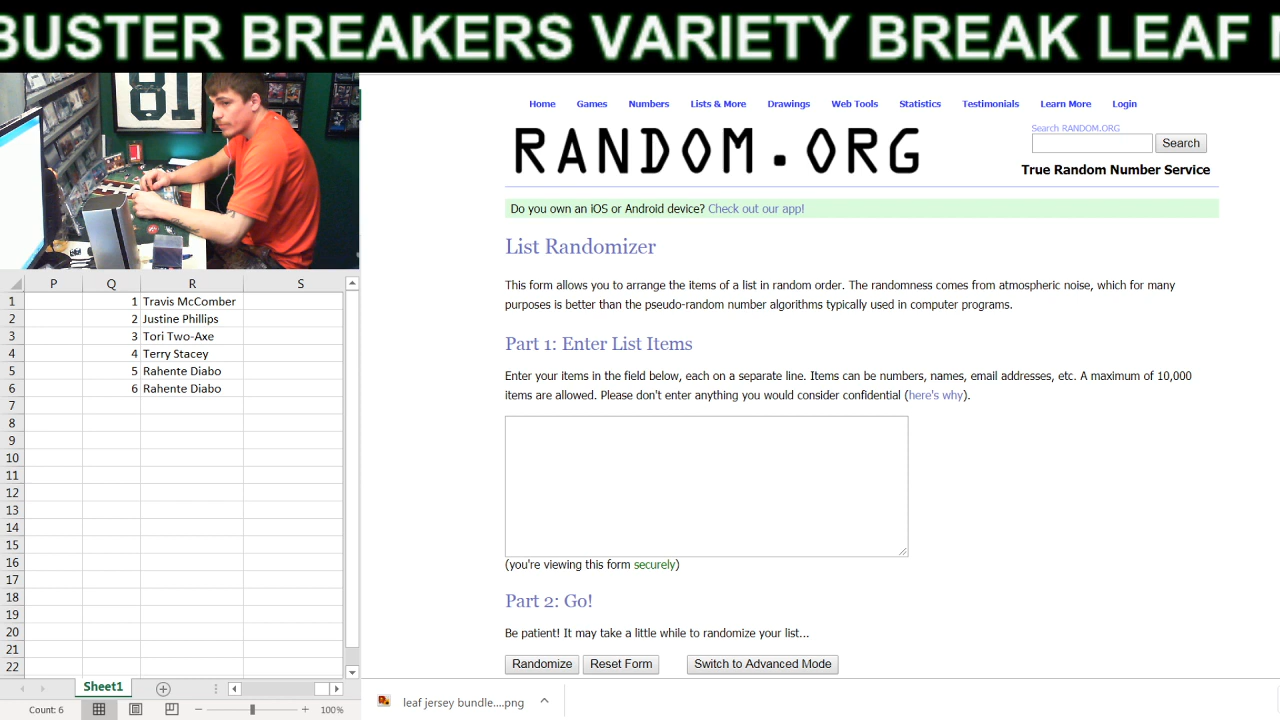 BUSTER BREAKERS VARIETY BREAK LEAF
81
Home Games Numbers Lists & More Drawings Web Tools Statistics Testimonials Learn More Login
RANDOM.ORG
Search RANDOM.ORG
Search
True Random Number Service
Do you own an iOS or Android device? Check out our app!
List Randomizer
This form allows you to arrange the items of a list in random order. The randomness comes from atmospheric noise, which for many
purposes is better than the pseudo-random number algorithms typically used in computer programs.
Part 1: Enter List Items
Enter your items in the field below, each on a separate line. Items can be numbers, names, email addresses, etc. A maximum of 10,000
items are allowed. Please don't enter anything you would consider confidential (here's why).
(you're viewing this form securely)
Part 2: Go!
Be patient! It may take a little while to randomize your list...
Randomize Reset Form Switch to Advanced Mode
P Q R S
1 1 Travis McComber
2 2 Justine Phillips
3 3 Tori Two-Axe
4 4 Terry Stacey
5 5 Rahente Diabo
6 6 Rahente Diabo
7
8
9
10
11
12
13
14
15
16
17
18
19
20
21
22
Sheet1
Count: 6 100%
leaf jersey bundle....png